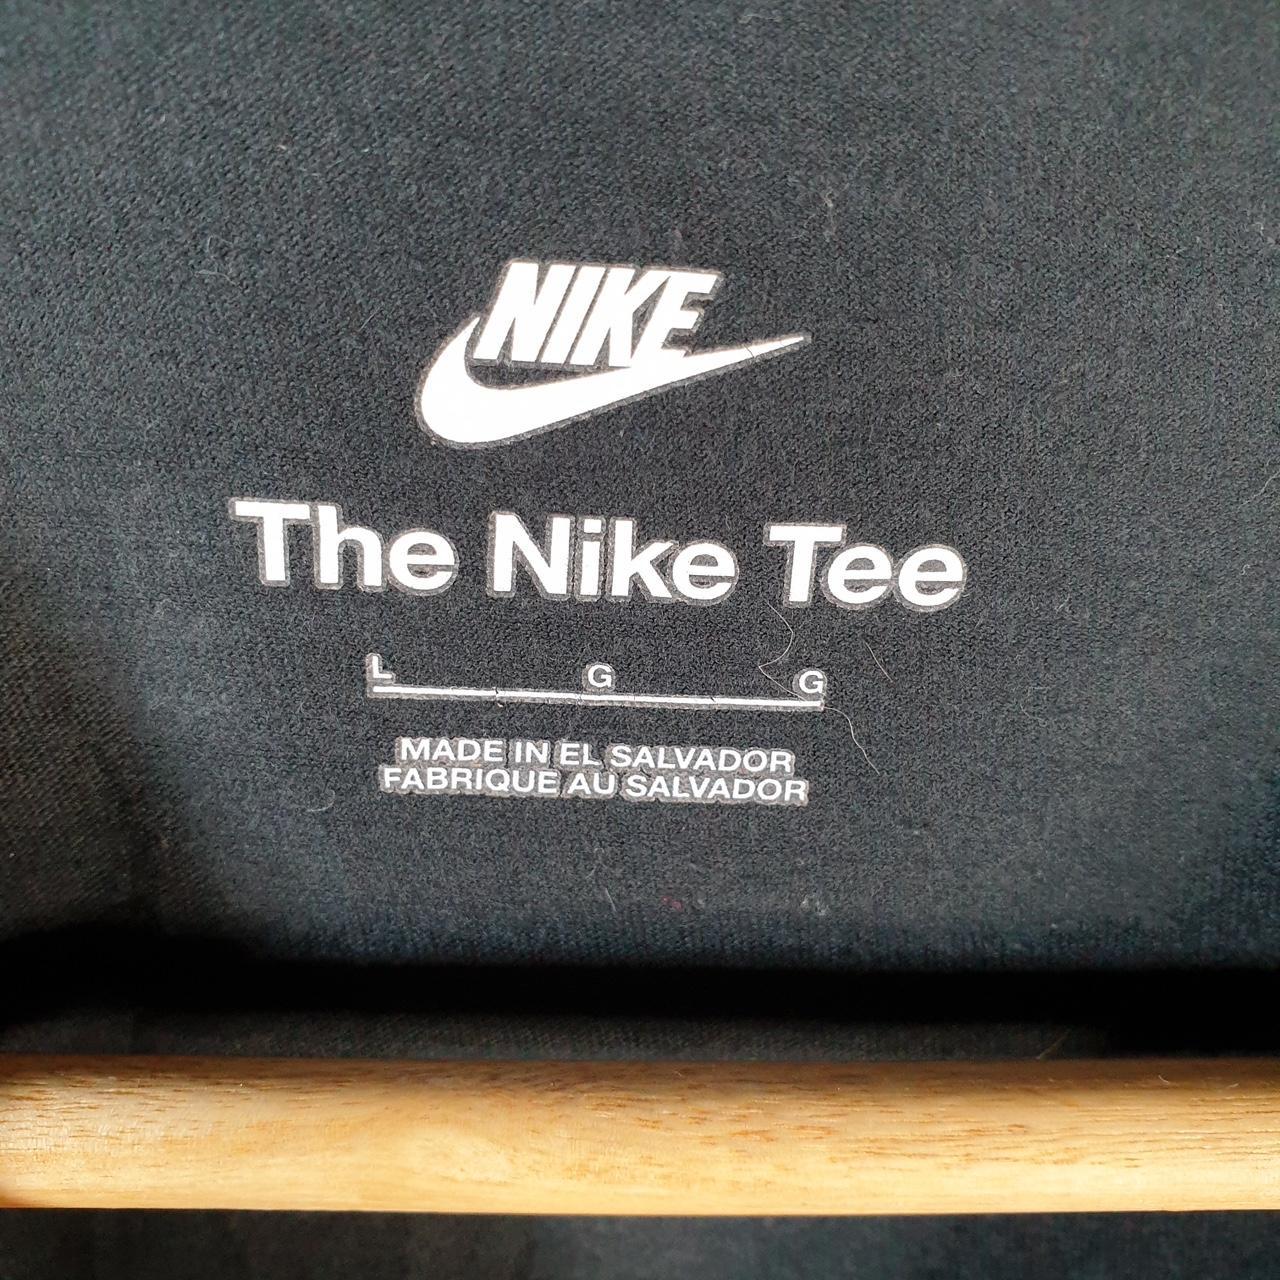 NIKE
The Nike Tee
L G G
MADE IN EL SALVADOR
FABRIQUE AU SALVADOR